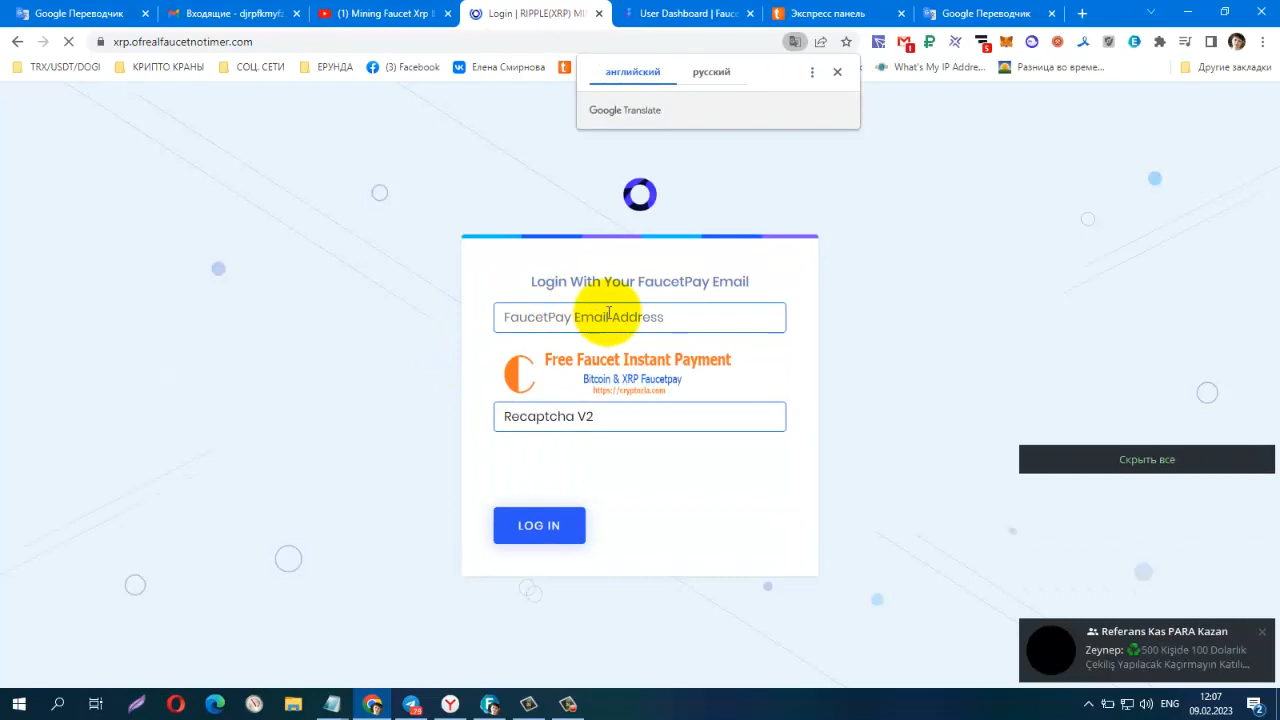 Google Переводчик
Входящие - djrpfkmyf
(1) Mining Faucet Xrp
Login | RIPPLE(XRP) MI
User Dashboard | Fauc
Экспресс панель
Google Переводчик
xrp.ofrealfaucetnotimer.com
TRX/USDT/DOGI
КРИПТО КРАНЫ
СОЦ. СЕТИ
ЕРУНДА
(3) Facebook
Елена Смирнова
What's My IP Addre...
Разница во време...
Другие закладки
английский
русский
Google Translate
Login With Your FaucetPay Email
FaucetPay Email Address
Free Faucet Instant Payment
Bitcoin & XRP Faucetpay
https://cryptozla.com
Recaptcha V2
LOG IN
Скрыть все
Referans Kas PARA Kazan
Zeynep: ♻500 Kişide 100 Dolarlık
Çekiliş Yapılacak Kaçırmayın Katılı...
ENG
12:07
09.02.2023